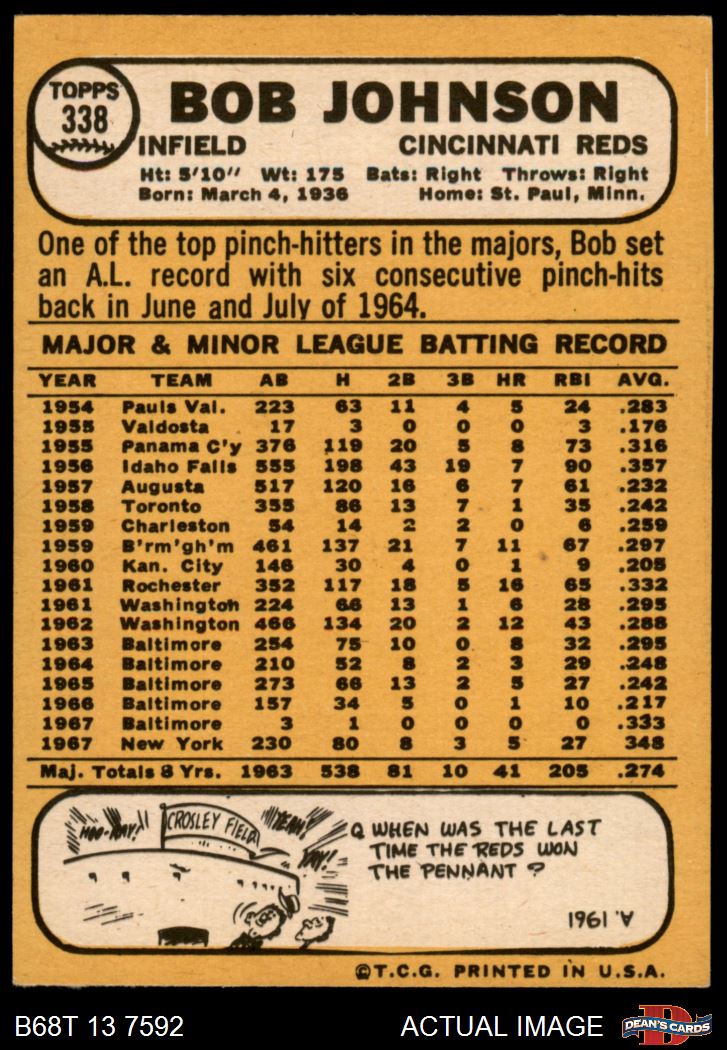 TOPPS
338
BOB JOHNSON
INFIELD CINCINNATI REDS
Ht: 5'10" Wt: 175 Bats: Right Throws: Right
Born: March 4, 1936 Home: St. Paul, Minn.
One of the top pinch-hitters in the majors, Bob set
an A.L. record with six consecutive pinch-hits
back in June and July of 1964.
MAJOR & MINOR LEAGUE BATTING RECORD
YEAR TEAM AB H 2B 3B HR RBI AVG.
1954 Pauls Val. 223 63 11 4 5 24 .283
1955 Valdosta 17 3 0 0 0 3 .176
1955 Panama C'y 376 119 20 5 8 73 .316
1956 Idaho Falls 555 198 43 19 7 90 .357
1957 Augusta 517 120 16 6 7 61 .232
1958 Toronto 355 86 13 7 1 35 .242
1959 Charleston 54 14 2 2 0 6 .259
1959 B'rm'gh'm 461 137 21 7 11 67 .297
1960 Kan. City 146 30 4 0 1 9 .205
1961 Rochester 352 117 18 5 16 65 .332
1961 Washington 224 66 13 1 6 28 .295
1962 Washington 466 134 20 2 12 43 .288
1963 Baltimore 254 75 10 0 8 32 .295
1964 Baltimore 210 52 8 2 3 29 .248
1965 Baltimore 273 66 13 2 5 27 .242
1966 Baltimore 157 34 5 0 1 10 .217
1967 Baltimore 3 1 0 0 0 0 .333
1967 New York 230 80 8 3 5 27 348
Maj. Totals 8 Yrs. 1963 538 81 10 41 205 .274
HOO-RAY!! CROSLEY FIELD YEAH! YAY!
Q WHEN WAS THE LAST
TIME THE REDS WON
THE PENNANT ?
A. 1961
©T.C.G. PRINTED IN U.S.A.
B68T 13 7592 ACTUAL IMAGE D DEAN'S CARDS